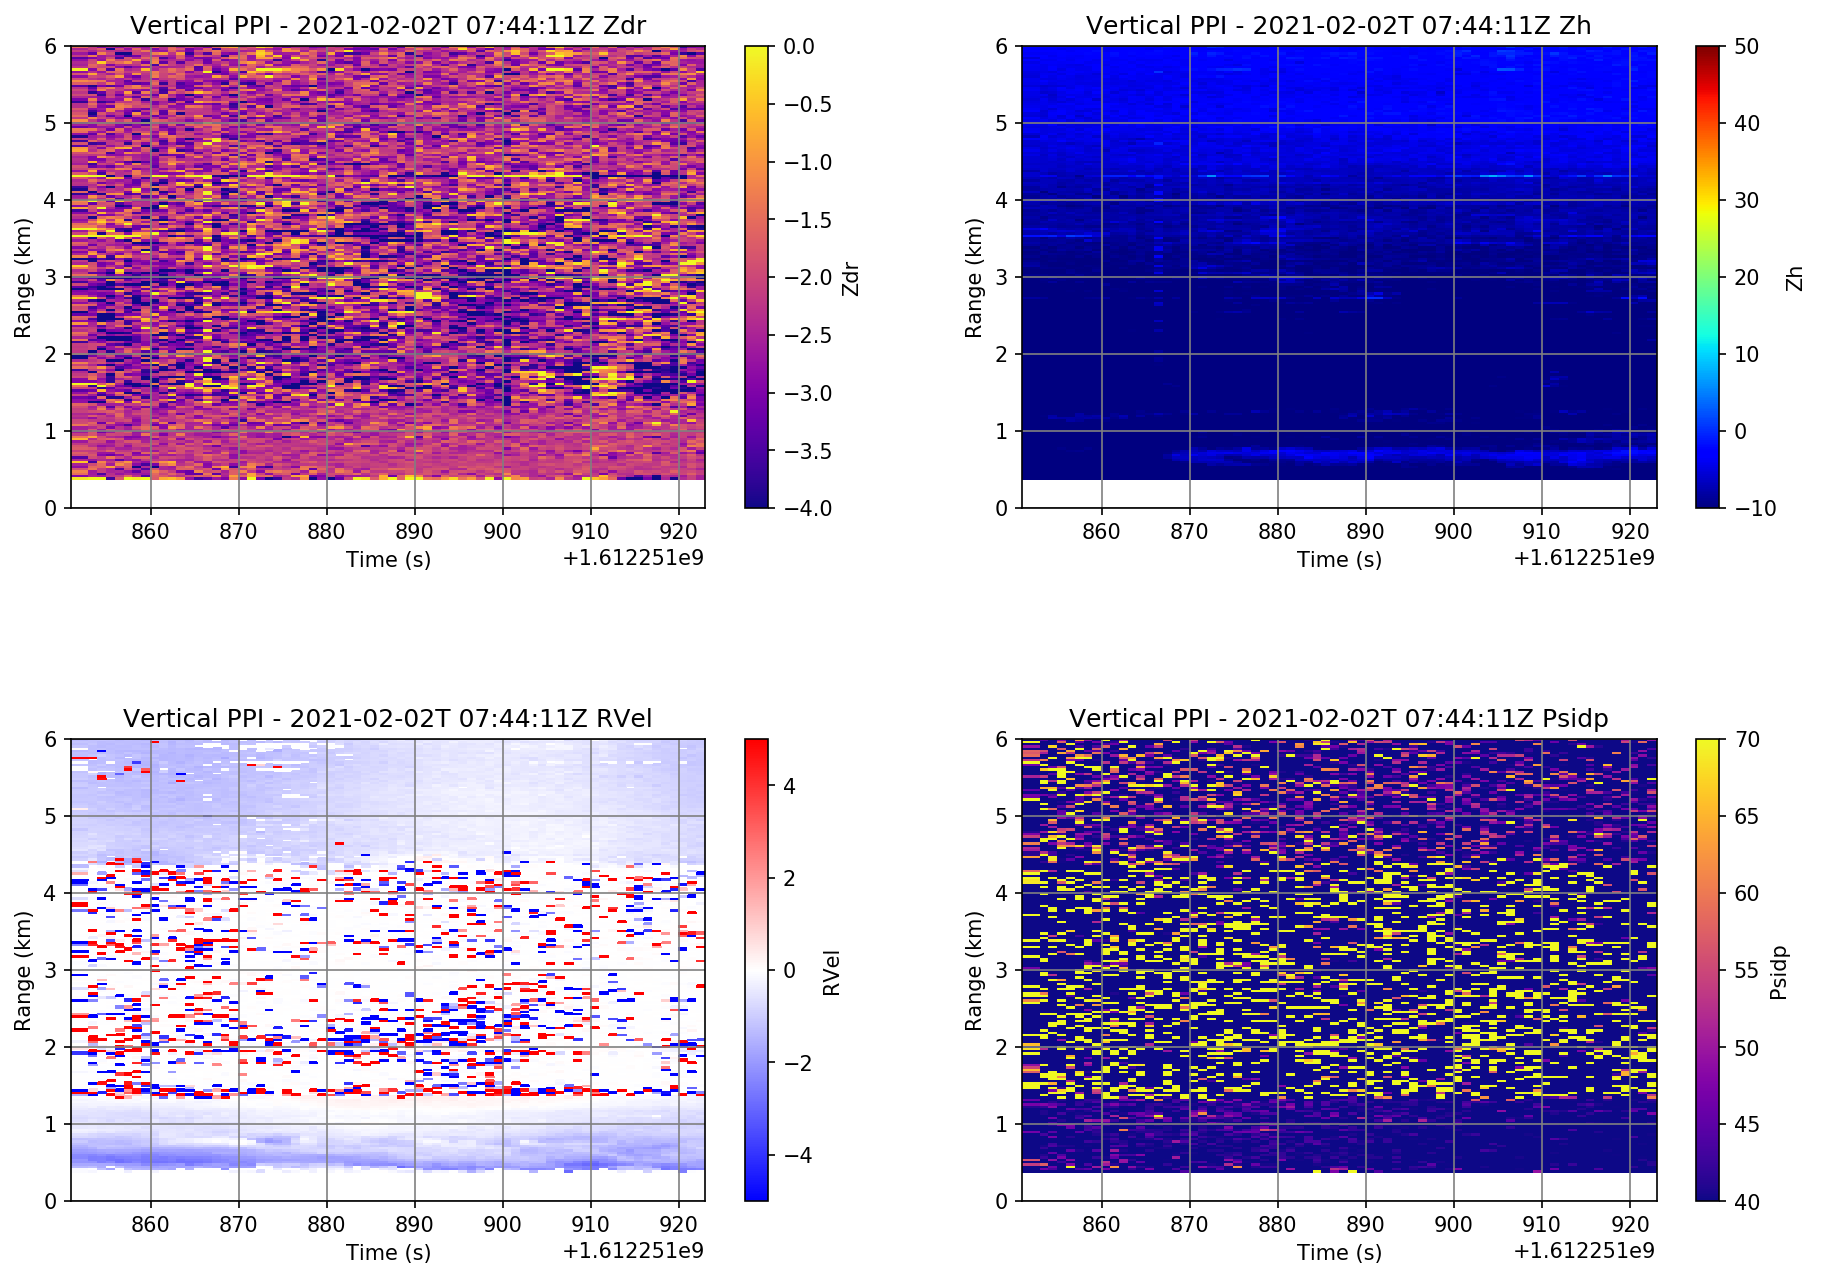 Vertical PPI - 2021-02-02T 07:44:11Z Zdr
6
5
4
3
2
1
0
Range (km)
860 870 880 890 900 910 920
Time (s)
+1.612251e9
0.0
−0.5
−1.0
−1.5
−2.0
−2.5
−3.0
−3.5
−4.0
Zdr
Vertical PPI - 2021-02-02T 07:44:11Z Zh
6
5
4
3
2
1
0
Range (km)
860 870 880 890 900 910 920
Time (s)
+1.612251e9
50
40
30
20
10
0
−10
Zh
Vertical PPI - 2021-02-02T 07:44:11Z RVel
6
5
4
3
2
1
0
Range (km)
860 870 880 890 900 910 920
Time (s)
+1.612251e9
4
2
0
−2
−4
RVel
Vertical PPI - 2021-02-02T 07:44:11Z Psidp
6
5
4
3
2
1
0
Range (km)
860 870 880 890 900 910 920
Time (s)
+1.612251e9
70
65
60
55
50
45
40
Psidp